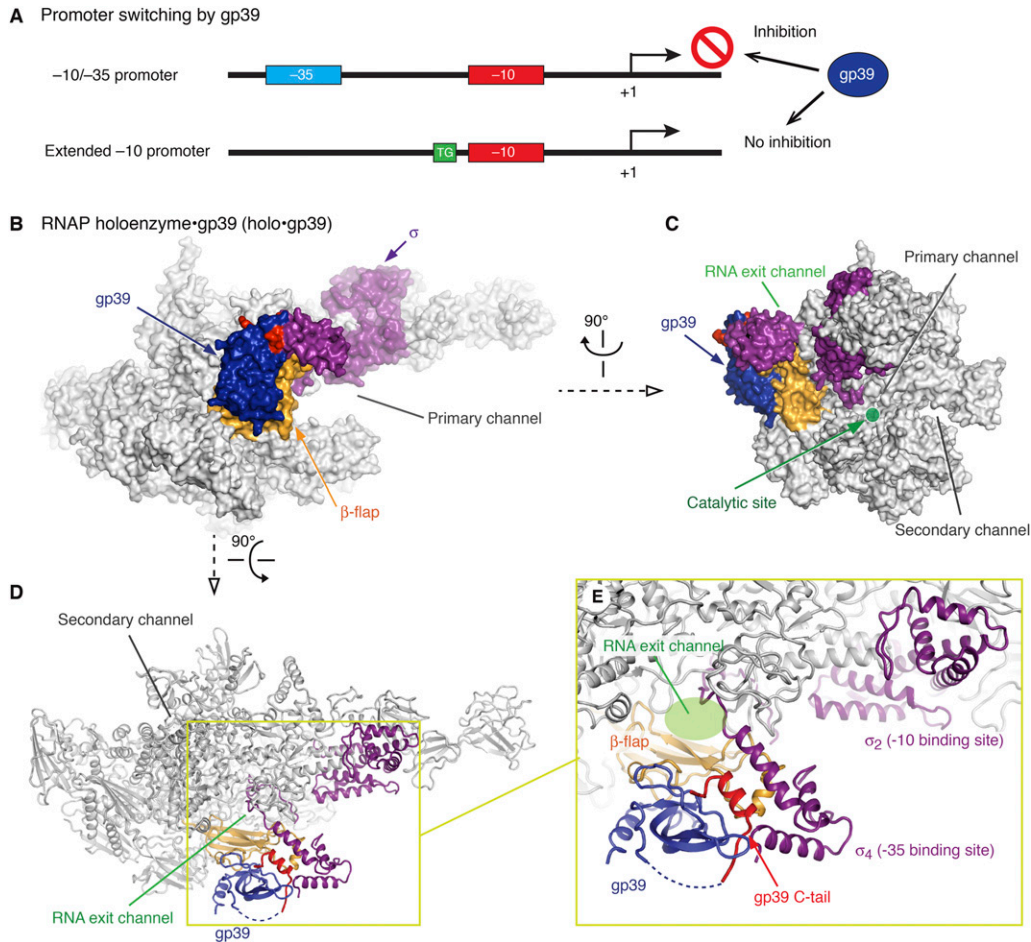 A Promoter switching by gp39
Inhibition
−10/−35 promoter
−35
−10
+1
gp39
Extended −10 promoter
TG
−10
+1
No inhibition
B RNAP holoenzyme•gp39 (holo•gp39)
σ
gp39
Primary channel
β-flap
90°
C
Primary channel
RNA exit channel
gp39
Catalytic site
Secondary channel
90°
D
Secondary channel
RNA exit channel
gp39
E
RNA exit channel
β-flap
σ2 (-10 binding site)
σ4 (-35 binding site)
gp39
gp39 C-tail